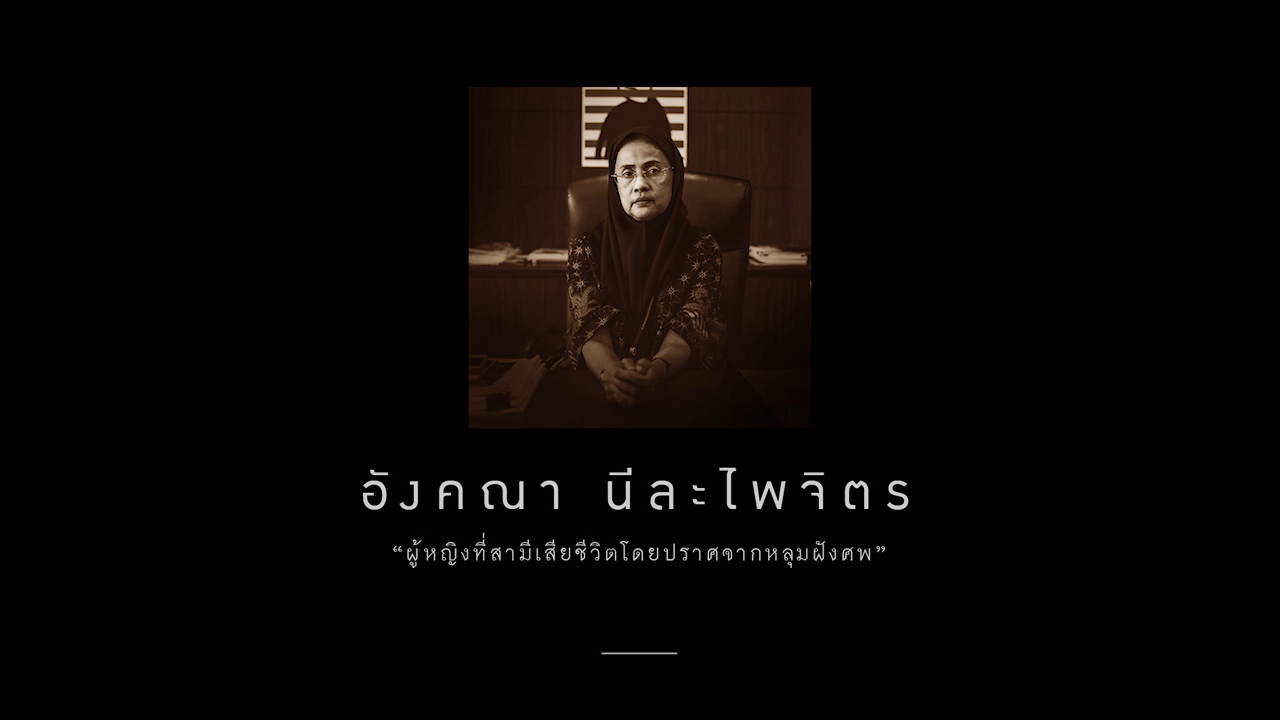 อังคณา นีละไพจิตร
“ผู้หญิงที่สามีเสียชีวิตโดยปราศจากหลุมฝังศพ”